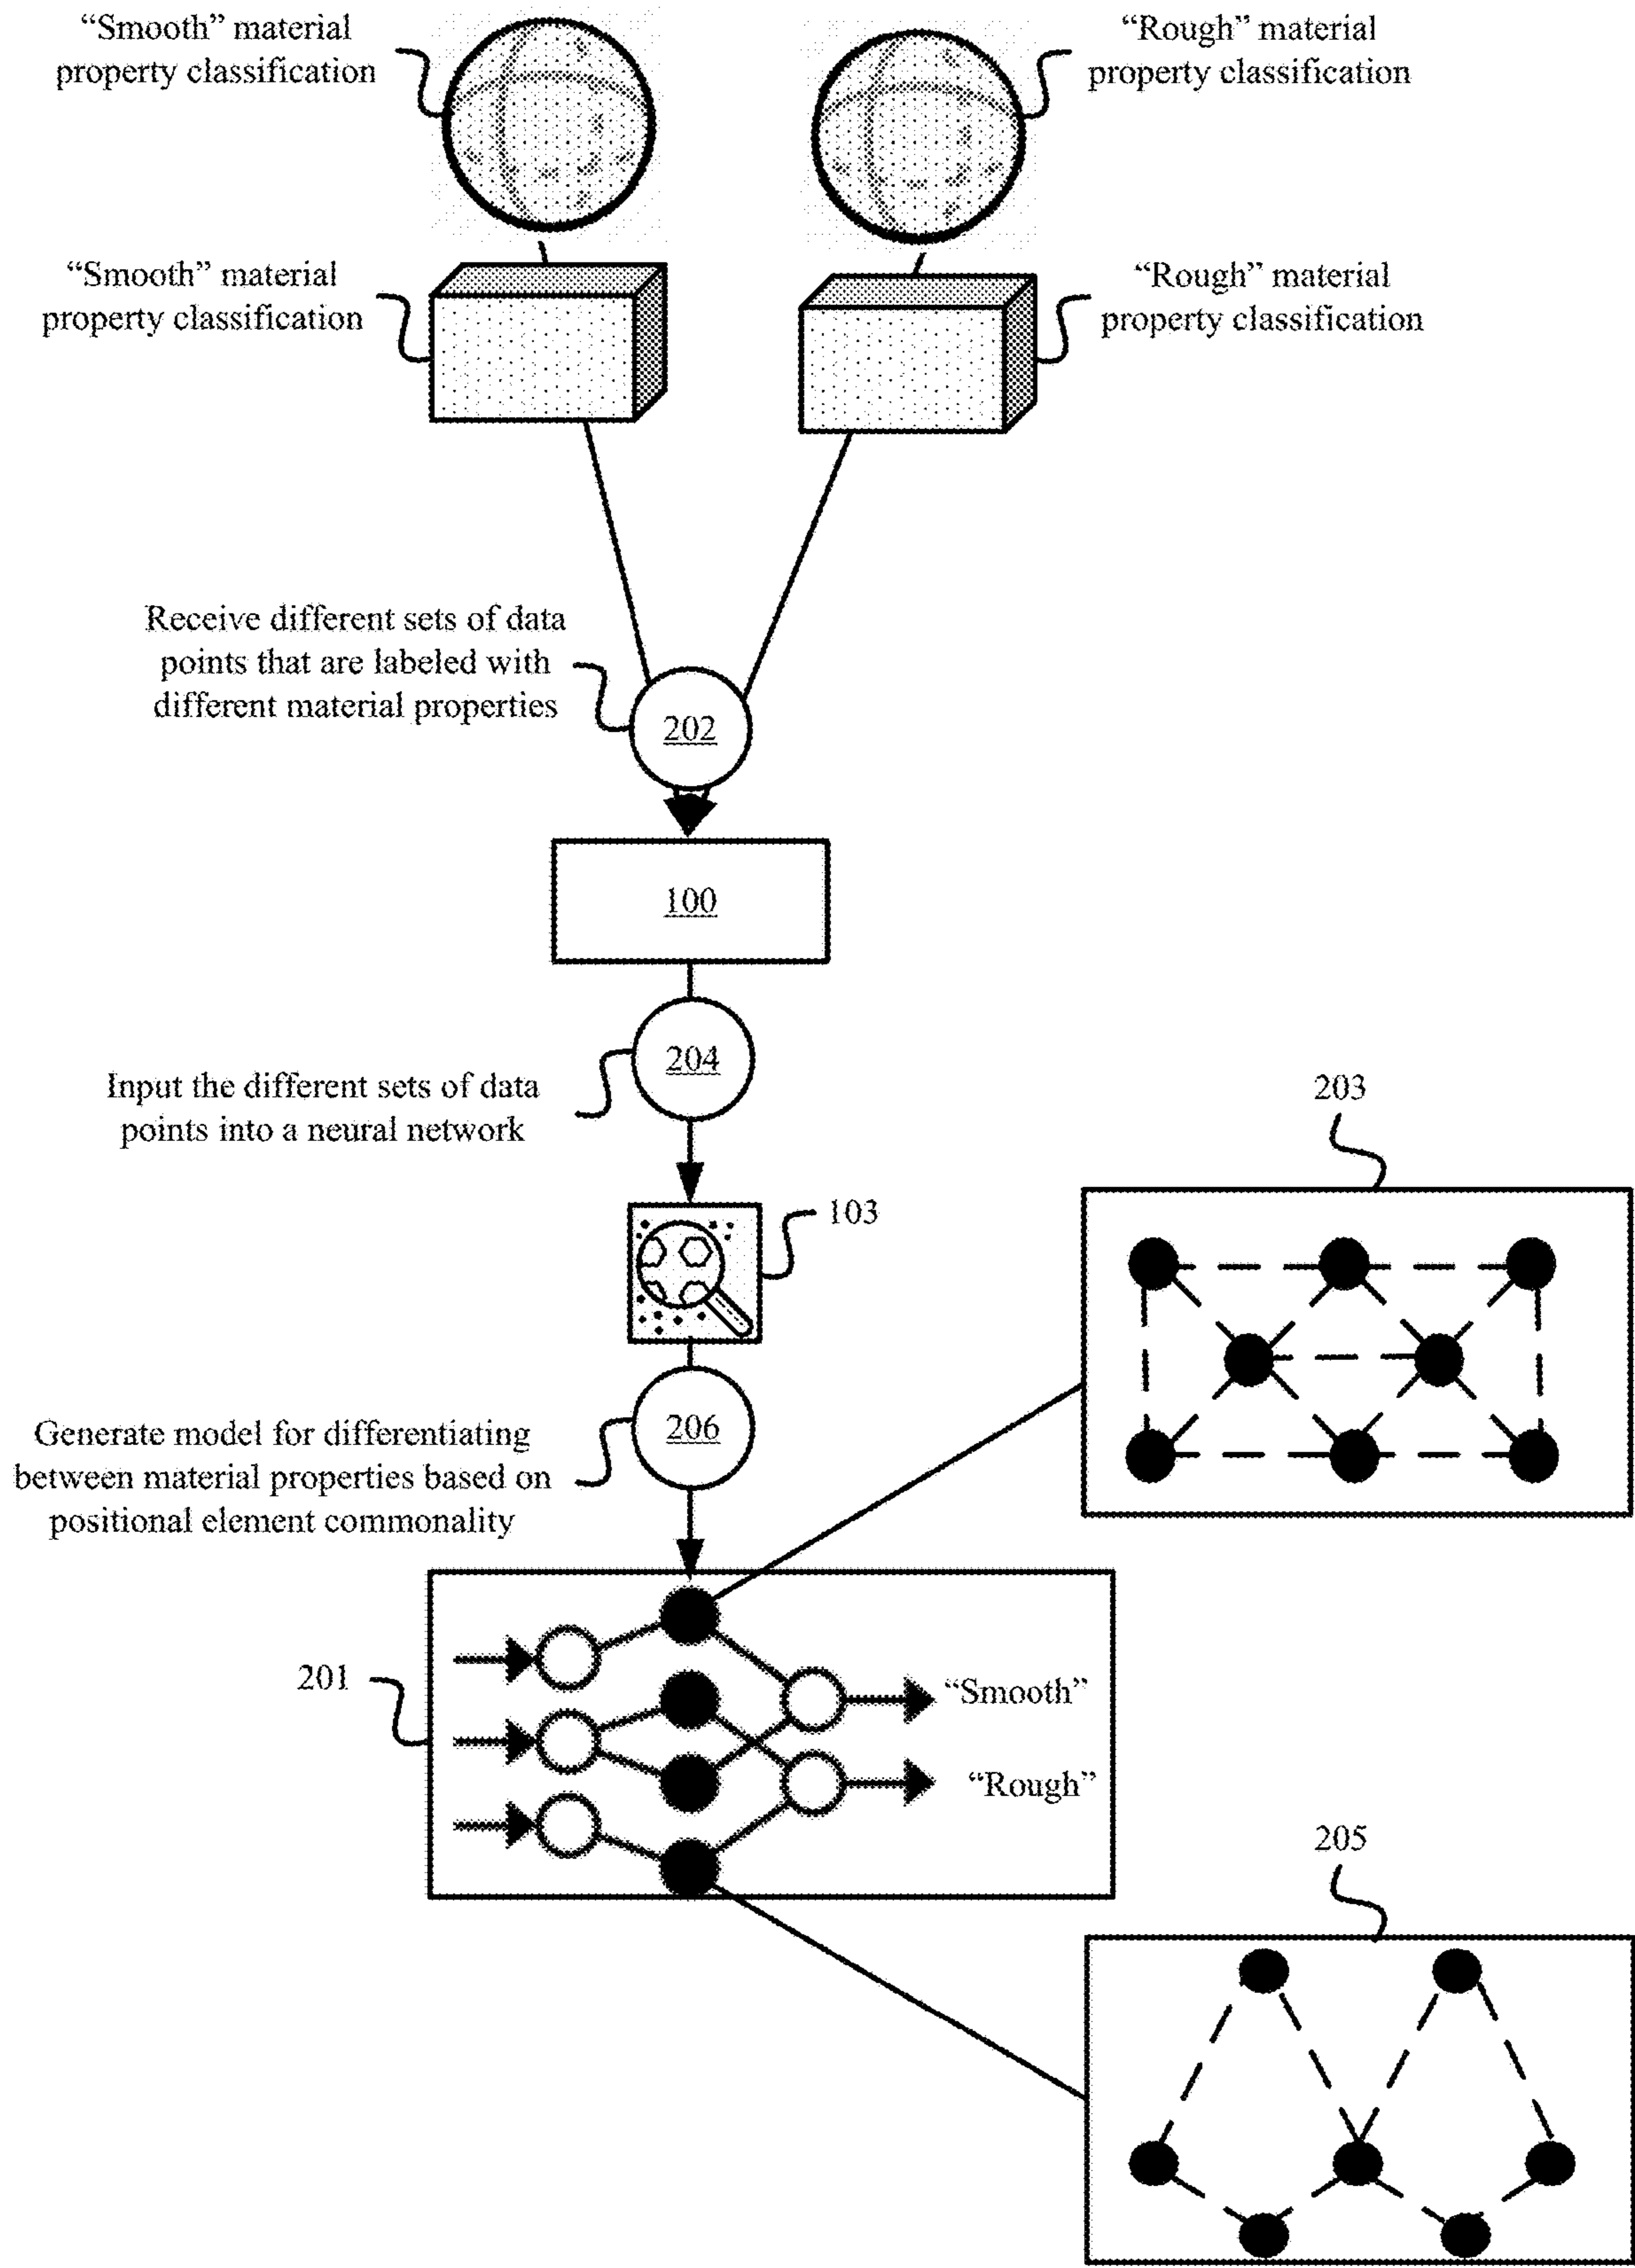 “Smooth” material
property classification
“Rough” material
property classification
“Smooth” material
property classification
“Rough” material
property classification
Receive different sets of data
points that are labeled with
different material properties
202
100
204
Input the different sets of data
points into a neural network
203
103
206
Generate model for differentiating
between material properties based on
positional element commonality
201
“Smooth”
“Rough”
205